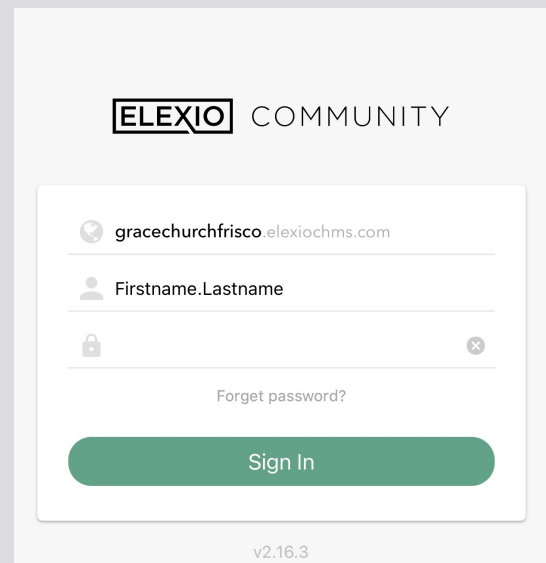 ELEXIO COMMUNITY
gracechurchfrisco.elexiochms.com
Firstname.Lastname
Forget password?
Sign In
v2.16.3